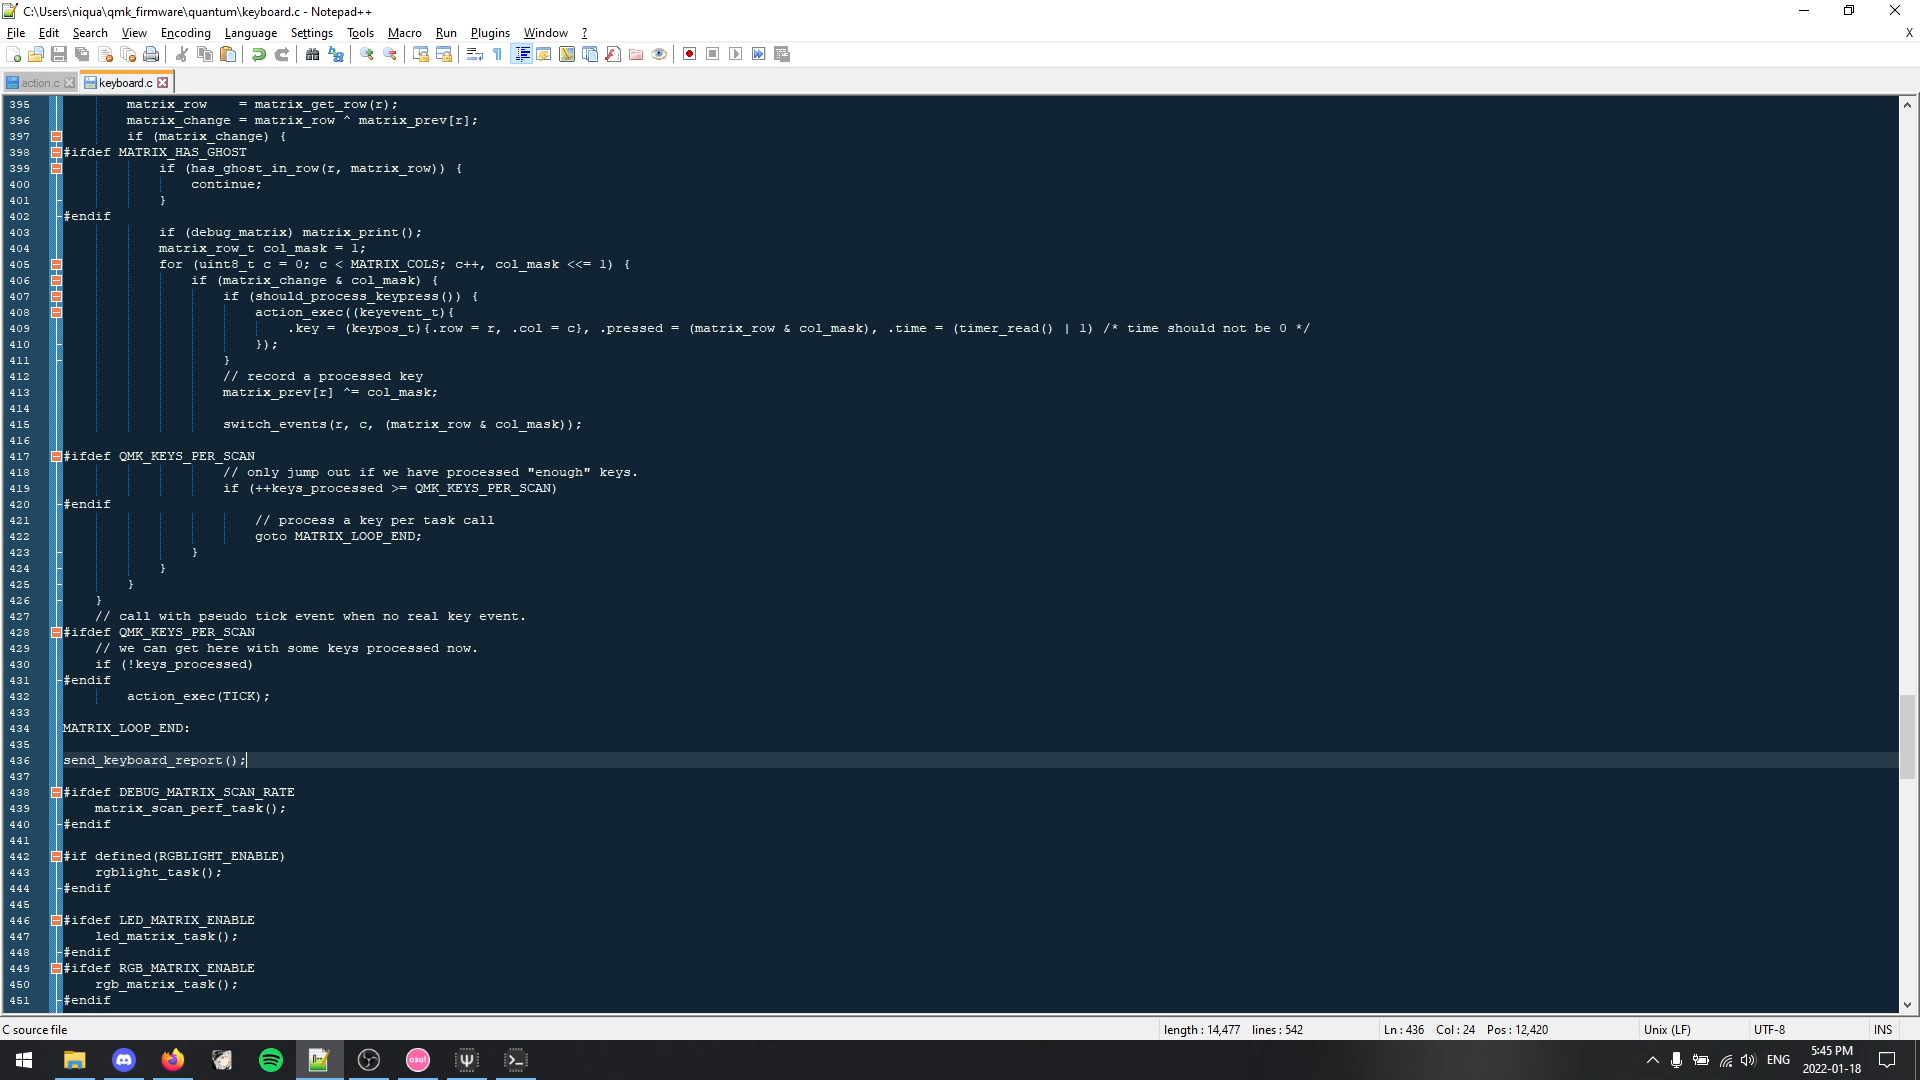 C:\Users\niqua\qmk_firmware\quantum\keyboard.c - Notepad++
File Edit Search View Encoding Language Settings Tools Macro Run Plugins Window ? X
action.c keyboard.c
395 matrix_row    = matrix_get_row(r);
396 matrix_change = matrix_row ^ matrix_prev[r];
397 if (matrix_change) {
398 #ifdef MATRIX_HAS_GHOST
399 if (has_ghost_in_row(r, matrix_row)) {
400 continue;
401 }
402 #endif
403 if (debug_matrix) matrix_print();
404 matrix_row_t col_mask = 1;
405 for (uint8_t c = 0; c < MATRIX_COLS; c++, col_mask <<= 1) {
406 if (matrix_change & col_mask) {
407 if (should_process_keypress()) {
408 action_exec((keyevent_t){
409 .key = (keypos_t){.row = r, .col = c}, .pressed = (matrix_row & col_mask), .time = (timer_read() | 1) /* time should not be 0 */
410 });
411 }
412 // record a processed key
413 matrix_prev[r] ^= col_mask;
414
415 switch_events(r, c, (matrix_row & col_mask));
416
417 #ifdef QMK_KEYS_PER_SCAN
418 // only jump out if we have processed "enough" keys.
419 if (++keys_processed >= QMK_KEYS_PER_SCAN)
420 #endif
421 // process a key per task call
422 goto MATRIX_LOOP_END;
423 }
424 }
425 }
426 }
427 // call with pseudo tick event when no real key event.
428 #ifdef QMK_KEYS_PER_SCAN
429 // we can get here with some keys processed now.
430 if (!keys_processed)
431 #endif
432 action_exec(TICK);
433
434 MATRIX_LOOP_END:
435
436 send_keyboard_report();
437
438 #ifdef DEBUG_MATRIX_SCAN_RATE
439 matrix_scan_perf_task();
440 #endif
441
442 #if defined(RGBLIGHT_ENABLE)
443 rgblight_task();
444 #endif
445
446 #ifdef LED_MATRIX_ENABLE
447 led_matrix_task();
448 #endif
449 #ifdef RGB_MATRIX_ENABLE
450 rgb_matrix_task();
451 #endif
C source file length : 14,477 lines : 542 Ln : 436 Col : 24 Pos : 12,420 Unix (LF) UTF-8 INS
osu! ENG 5:45 PM
2022-01-18